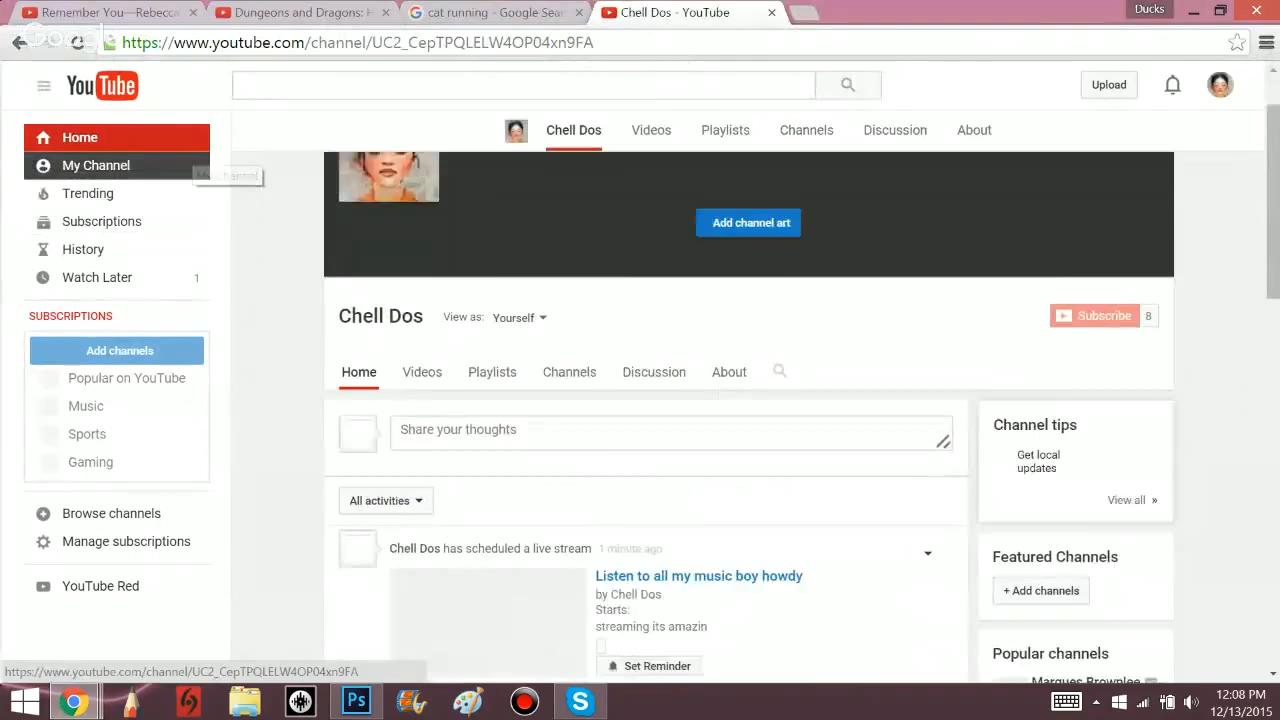 Remember You—Rebecca
Dungeons and Dragons: H
cat running - Google Sear
Chell Dos - YouTube
Ducks
https://www.youtube.com/channel/UC2_CepTPQLELW4OP04xn9FA
YouTube
Upload
Chell Dos Videos Playlists Channels Discussion About
Home
My Channel
My Channel
Trending
Subscriptions
History
Watch Later 1
SUBSCRIPTIONS
Add channels
Popular on YouTube
Music
Sports
Gaming
Browse channels
Manage subscriptions
YouTube Red
Add channel art
Chell Dos View as: Yourself
Subscribe 8
Home Videos Playlists Channels Discussion About
Share your thoughts
All activities
Chell Dos has scheduled a live stream 1 minute ago
Listen to all my music boy howdy
by Chell Dos
Starts:
streaming its amazin
Set Reminder
Channel tips
Get local
updates
View all »
Featured Channels
+ Add channels
Popular channels
Marques Brownlee
https://www.youtube.com/channel/UC2_CepTPQLELW4OP04xn9FA
Ps
12:08 PM
12/13/2015